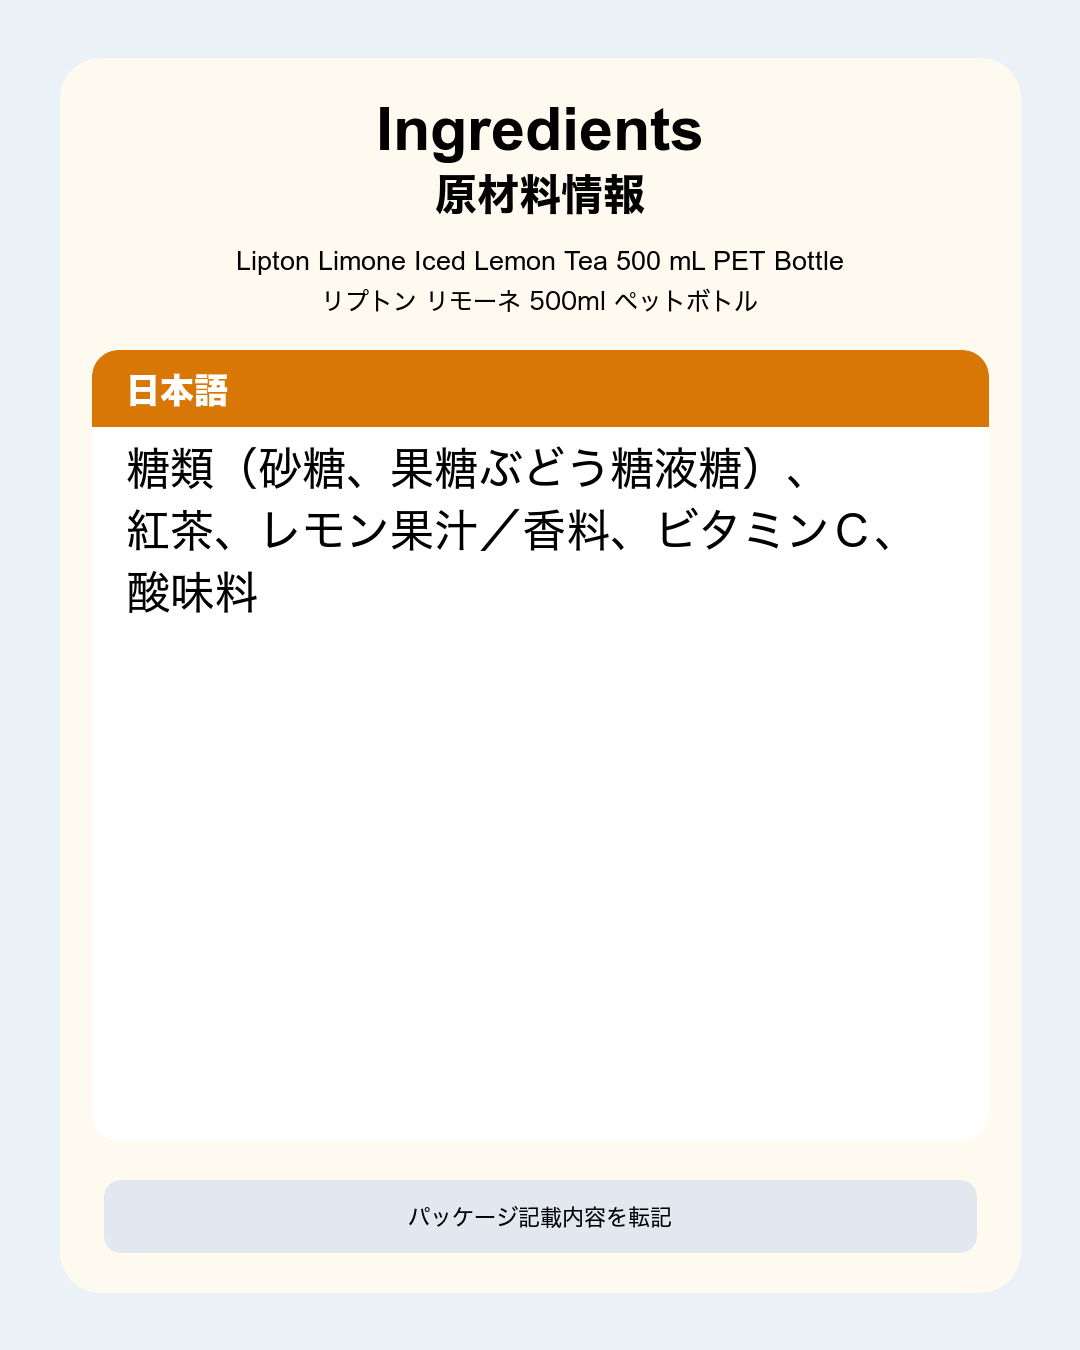 Ingredients
原材料情報
Lipton Limone Iced Lemon Tea 500 mL PET Bottle
リプトン リモーネ 500ml ペットボトル
日本語
糖類（砂糖、果糖ぶどう糖液糖）、
紅茶、レモン果汁／香料、ビタミンＣ、
酸味料
パッケージ記載内容を転記